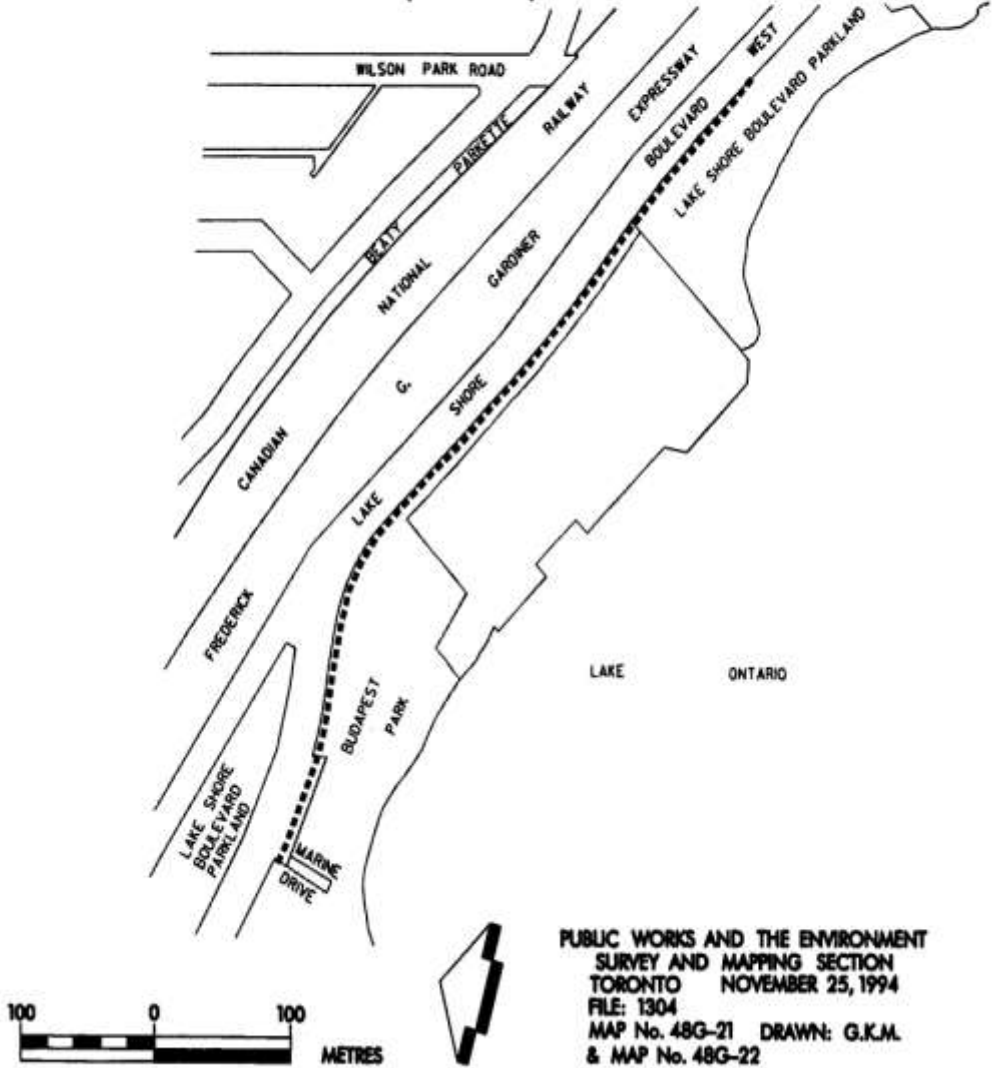 WILSON PARK ROAD
BEATY PARKETTE
CANADIAN NATIONAL RAILWAY
FREDERICK G. GARDINER EXPRESSWAY
LAKE SHORE BOULEVARD WEST
LAKE SHORE BOULEVARD PARKLAND
BUDAPEST
PARK
LAKE ONTARIO
LAKE SHORE
BOULEVARD
PARKLAND
MARINE
DRIVE
100 0 100
METRES
PUBLIC WORKS AND THE ENVIRONMENT
SURVEY AND MAPPING SECTION
TORONTO NOVEMBER 25, 1994
FILE: 1304
MAP No. 48G-21 DRAWN: G.K.M.
& MAP No. 48G-22